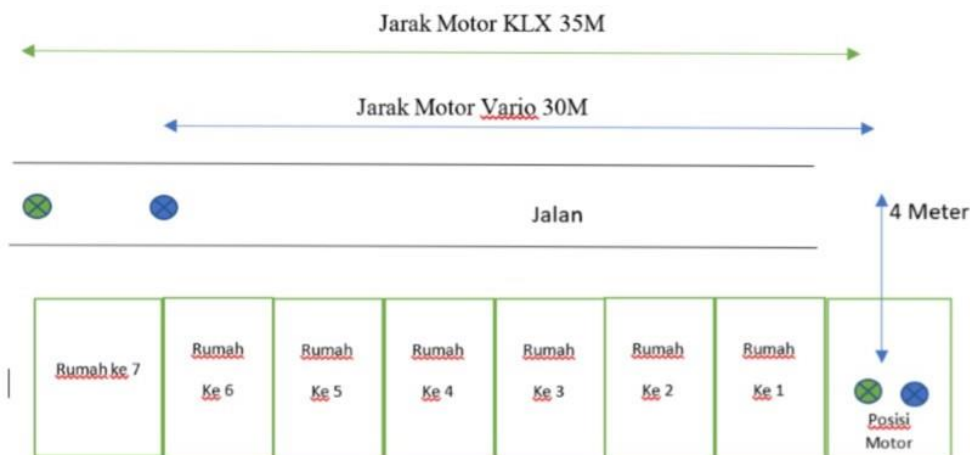 Jarak Motor KLX 35M
Jarak Motor Vario 30M
Jalan
4 Meter
Rumah ke 7
Rumah
Ke 6
Rumah
Ke 5
Rumah
Ke 4
Rumah
Ke 3
Rumah
Ke 2
Rumah
Ke 1
Posisi
Motor